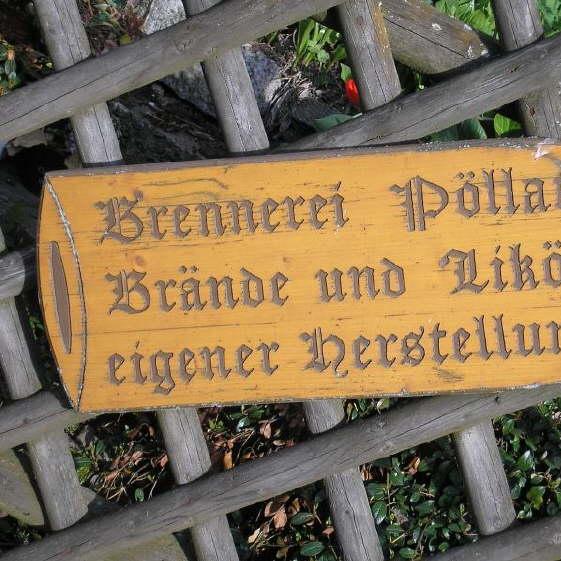 Brennerei Pölla
Brände und Likö
eigener Herstellun